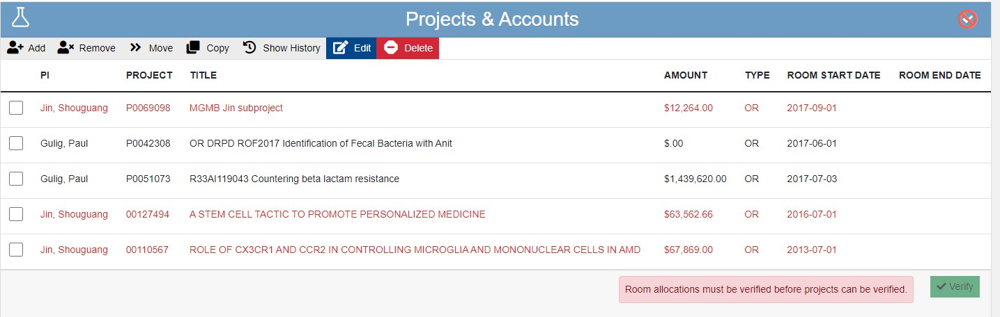 Projects & Accounts
Add Remove Move Copy Show History Edit Delete
PI PROJECT TITLE AMOUNT TYPE ROOM START DATE ROOM END DATE
Jin, Shouguang P0069098 MGMB Jin subproject $12,264.00 OR 2017-09-01
Gulig, Paul P0042308 OR DRPD ROF2017 Identification of Fecal Bacteria with Anit $.00 OR 2017-06-01
Gulig, Paul P0051073 R33AI119043 Countering beta lactam resistance $1,439,620.00 OR 2017-07-03
Jin, Shouguang 00127494 A STEM CELL TACTIC TO PROMOTE PERSONALIZED MEDICINE $63,562.66 OR 2016-07-01
Jin, Shouguang 00110567 ROLE OF CX3CR1 AND CCR2 IN CONTROLLING MICROGLIA AND MONONUCLEAR CELLS IN AMD $67,869.00 OR 2013-07-01
Room allocations must be verified before projects can be verified. Verify